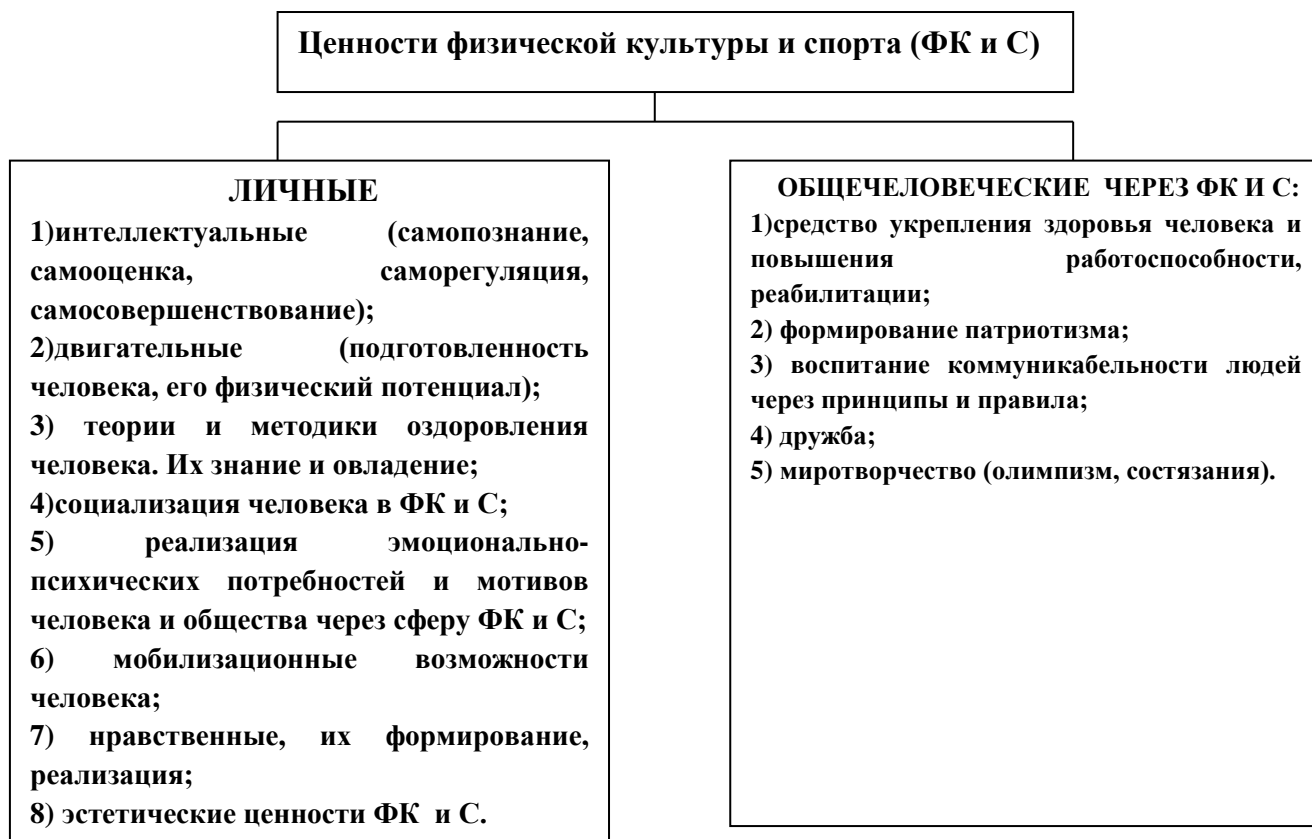 Ценности физической культуры и спорта (ФК и С)
ЛИЧНЫЕ
1)интеллектуальные (самопознание,
самооценка, саморегуляция,
самосовершенствование);
2)двигательные (подготовленность
человека, его физический потенциал);
3) теории и методики оздоровления
человека. Их знание и овладение;
4)социализация человека в ФК и С;
5) реализация эмоционально-
психических потребностей и мотивов
человека и общества через сферу ФК и С;
6) мобилизационные возможности
человека;
7) нравственные, их формирование,
реализация;
8) эстетические ценности ФК и С.
ОБЩЕЧЕЛОВЕЧЕСКИЕ ЧЕРЕЗ ФК И С:
1)средство укрепления здоровья человека и
повышения работоспособности,
реабилитации;
2) формирование патриотизма;
3) воспитание коммуникабельности людей
через принципы и правила;
4) дружба;
5) миротворчество (олимпизм, состязания).